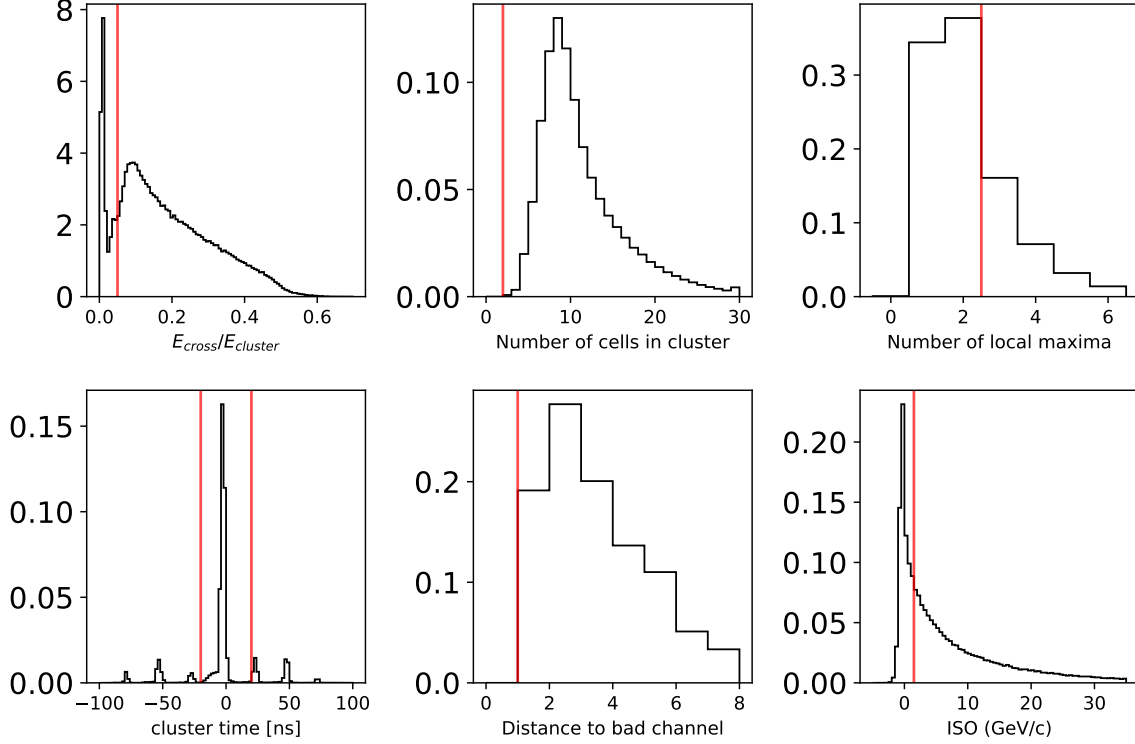 8
6
4
2
0
0.0 0.2 0.4 0.6
E_cross/E_cluster
0.10
0.05
0.00
0 10 20 30
Number of cells in cluster
0.3
0.2
0.1
0.0
0 2 4 6
Number of local maxima
0.15
0.10
0.05
0.00
−100 −50 0 50 100
cluster time [ns]
0.2
0.1
0.0
0 2 4 6 8
Distance to bad channel
0.20
0.15
0.10
0.05
0.00
0 10 20 30
ISO (GeV/c)